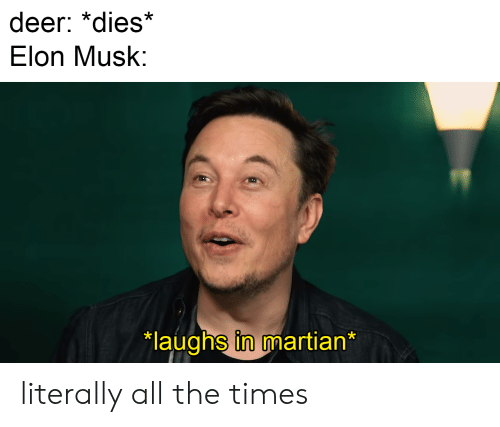 deer: *dies*
Elon Musk:
*laughs in martian*
literally all the times